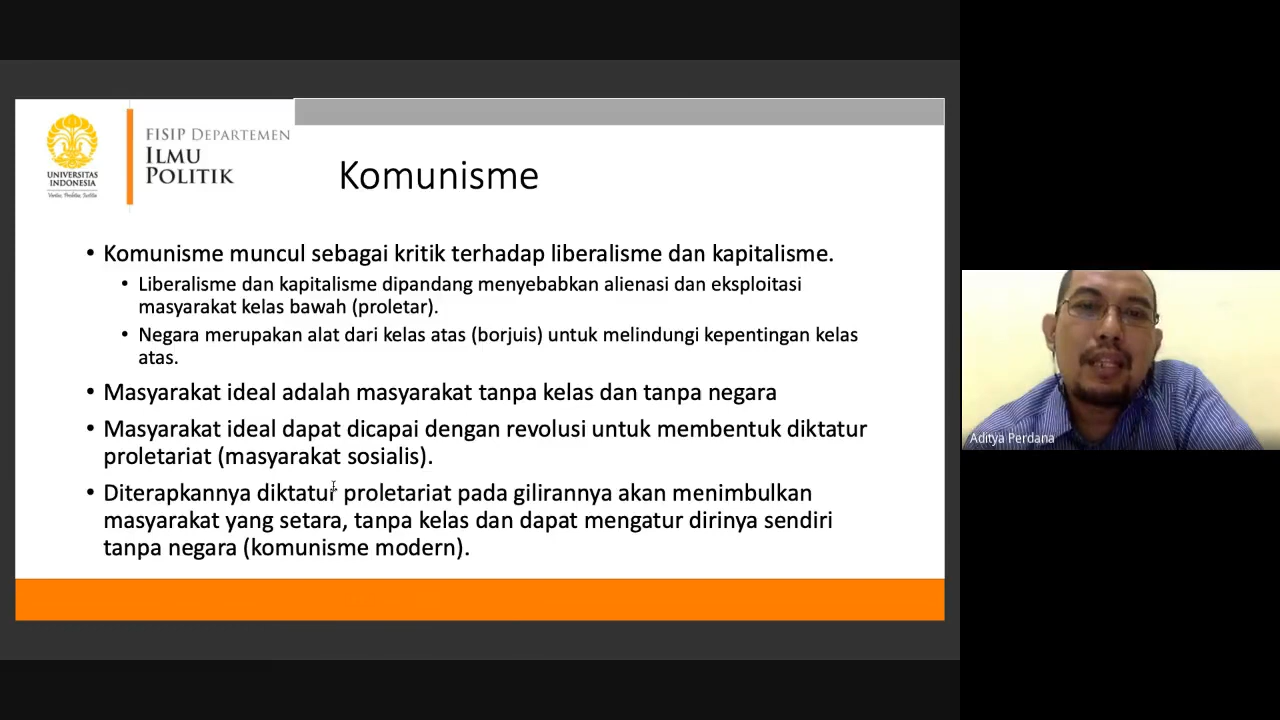 FISIP DEPARTEMEN
ILMU
POLITIK
UNIVERSITAS
INDONESIA
Veritas, Probitas, Iustitia
Komunisme
• Komunisme muncul sebagai kritik terhadap liberalisme dan kapitalisme.
• Liberalisme dan kapitalisme dipandang menyebabkan alienasi dan eksploitasi
masyarakat kelas bawah (proletar).
• Negara merupakan alat dari kelas atas (borjuis) untuk melindungi kepentingan kelas
atas.
• Masyarakat ideal adalah masyarakat tanpa kelas dan tanpa negara
• Masyarakat ideal dapat dicapai dengan revolusi untuk membentuk diktatur
proletariat (masyarakat sosialis).
• Diterapkannya diktatur proletariat pada gilirannya akan menimbulkan
masyarakat yang setara, tanpa kelas dan dapat mengatur dirinya sendiri
tanpa negara (komunisme modern).
Aditya Perdana